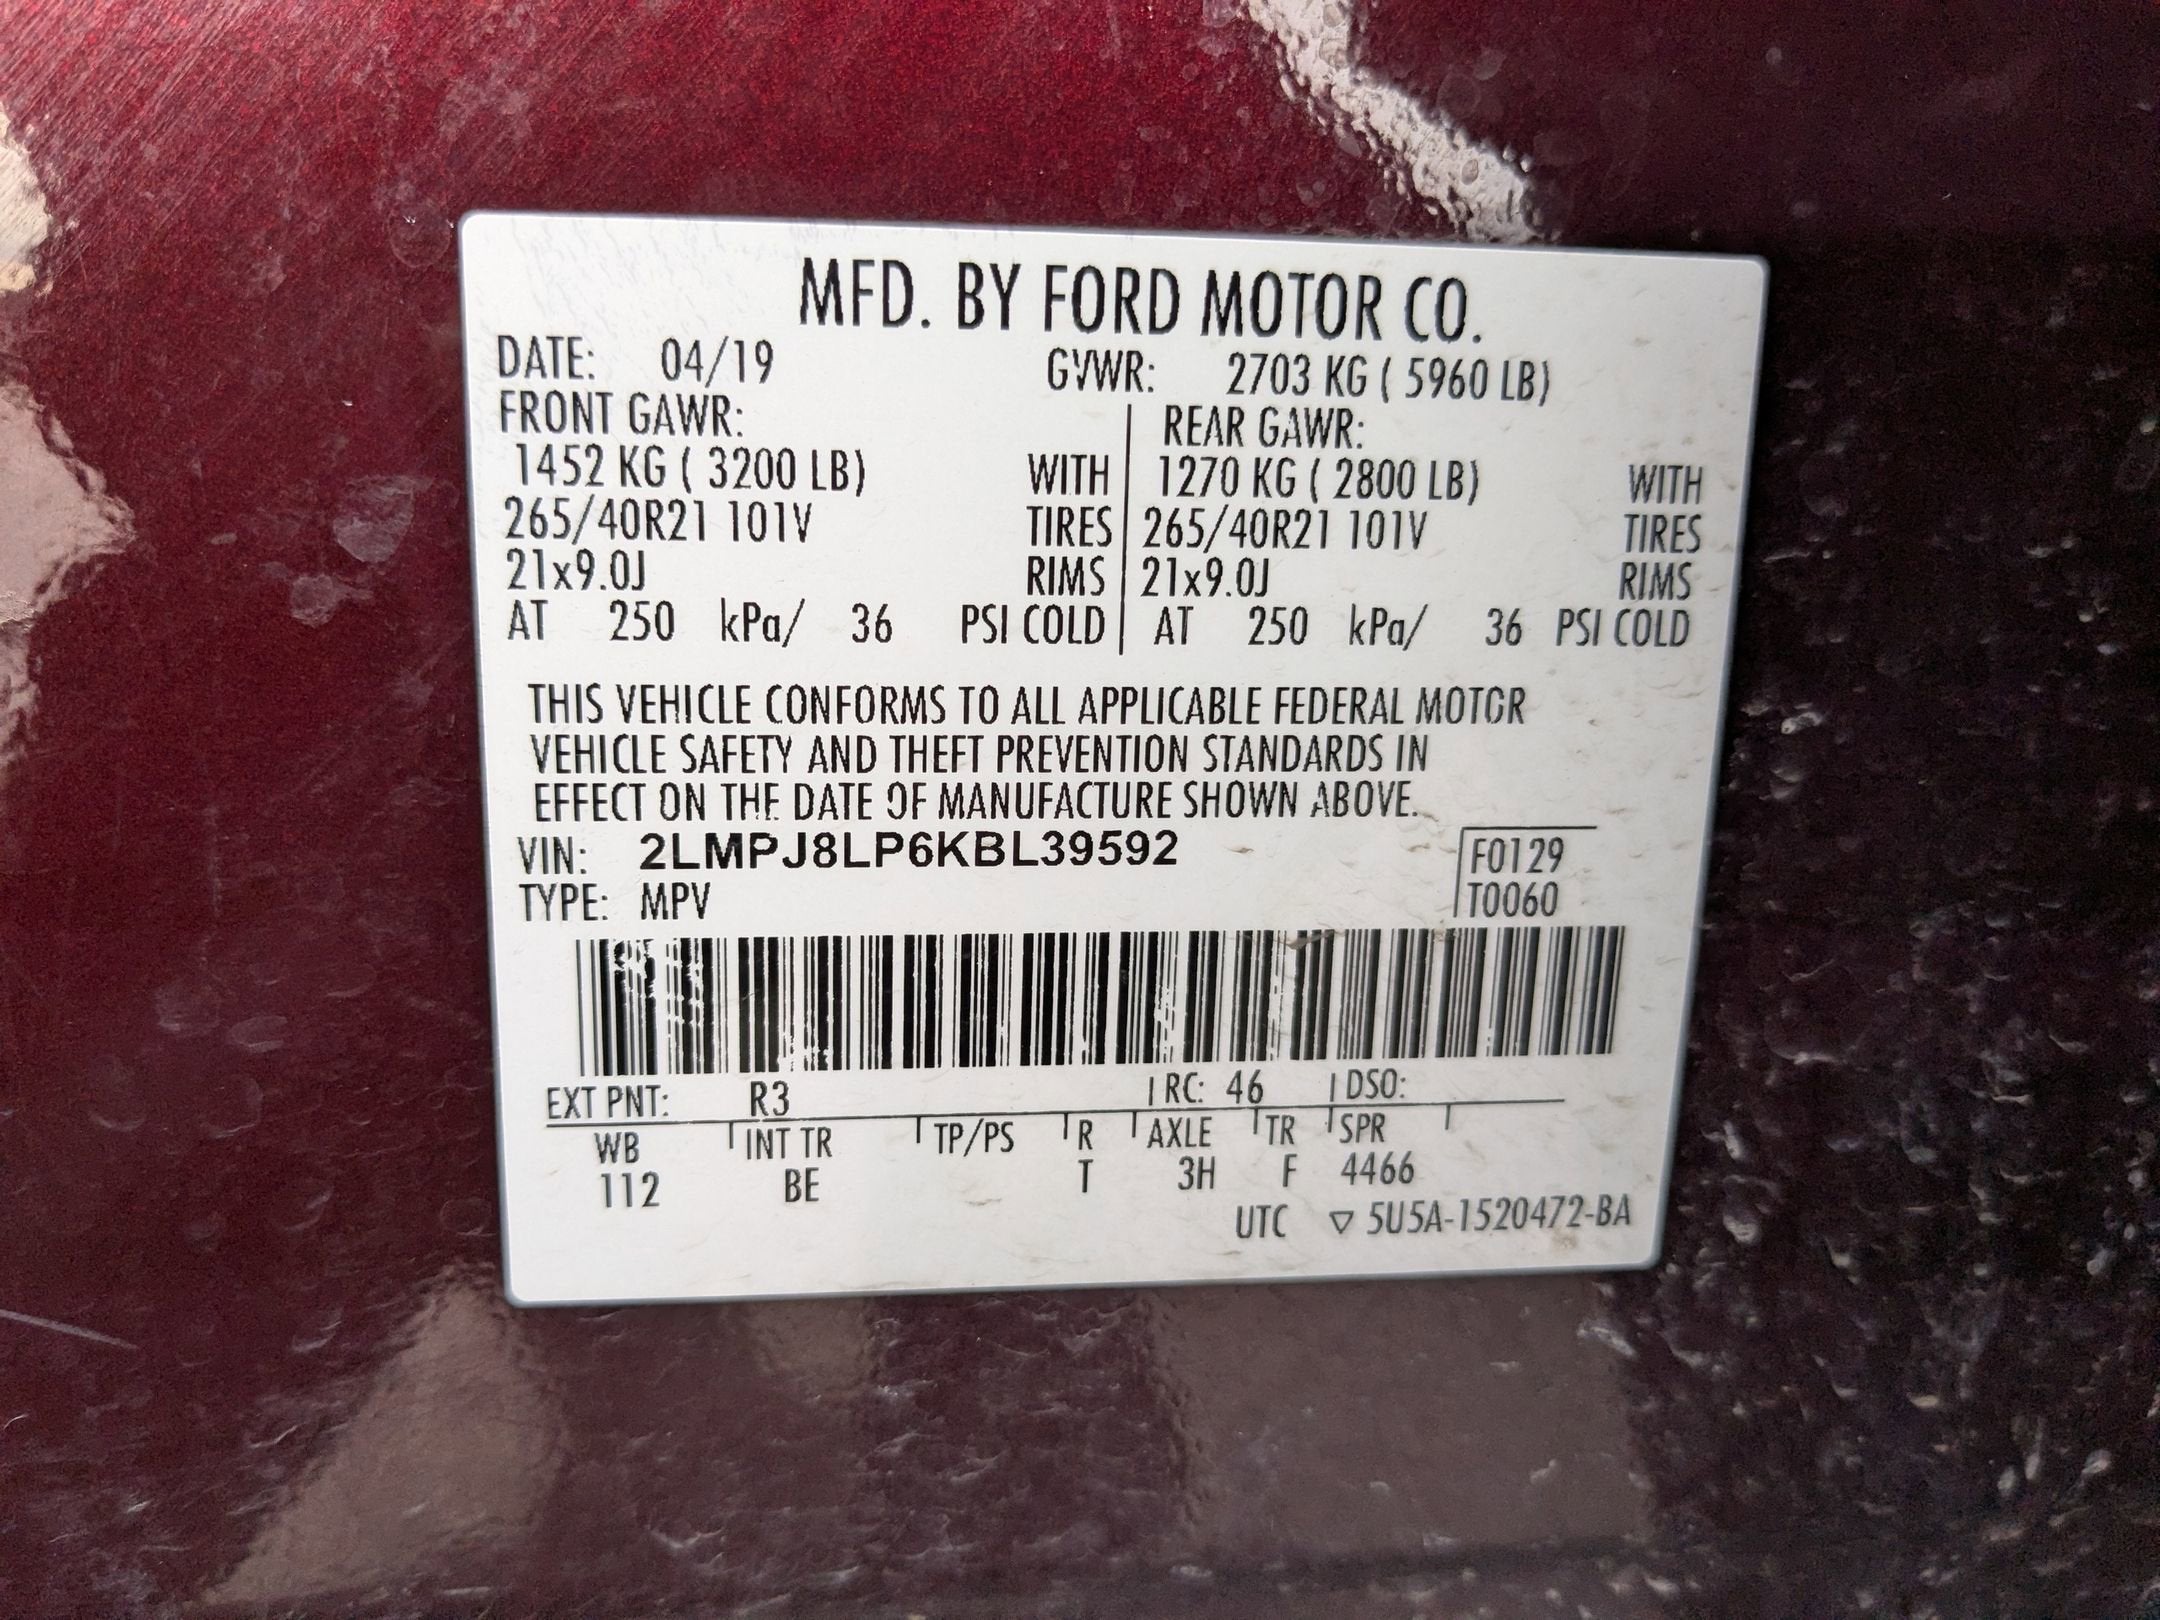 MFD. BY FORD MOTOR CO.
DATE: 04/19 GVWR: 2703 KG ( 5960 LB)
FRONT GAWR: REAR GAWR:
1452 KG ( 3200 LB) WITH 1270 KG ( 2800 LB) WITH
265/40R21 101V TIRES 265/40R21 101V TIRES
21x9.0J RIMS 21x9.0J RIMS
AT 250 kPa/ 36 PSI COLD AT 250 kPa/ 36 PSI COLD
THIS VEHICLE CONFORMS TO ALL APPLICABLE FEDERAL MOTOR
VEHICLE SAFETY AND THEFT PREVENTION STANDARDS IN
EFFECT ON THE DATE OF MANUFACTURE SHOWN ABOVE.
VIN: 2LMPJ8LP6KBL39592 F0129
TYPE: MPV T0060
EXT PNT: R3 RC: 46 DSO:
WB INT TR TP/PS R AXLE TR SPR
112 BE T 3H F 4466
UTC ▽ 5U5A-1520472-BA